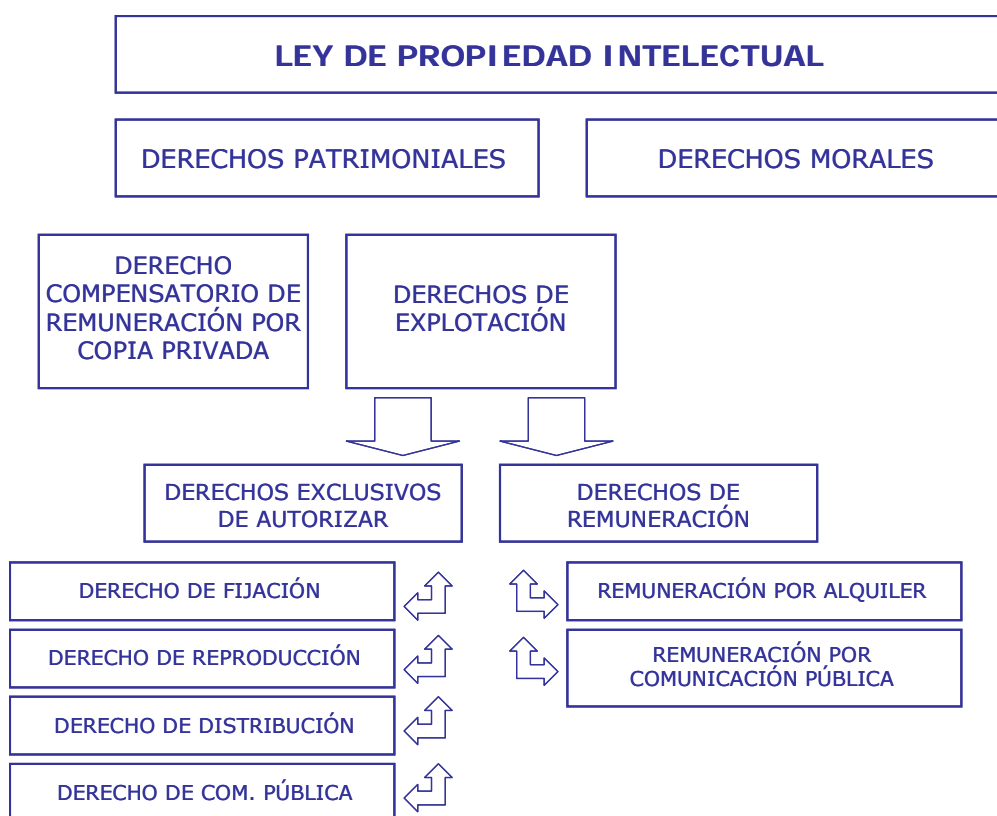 LEY DE PROPIEDAD INTELECTUAL
DERECHOS PATRIMONIALES
DERECHOS MORALES
DERECHO
COMPENSATORIO DE
REMUNERACIÓN POR
COPIA PRIVADA
DERECHOS DE
EXPLOTACIÓN
DERECHOS EXCLUSIVOS
DE AUTORIZAR
DERECHOS DE
REMUNERACIÓN
DERECHO DE FIJACIÓN
REMUNERACIÓN POR ALQUILER
DERECHO DE REPRODUCCIÓN
REMUNERACIÓN POR
COMUNICACIÓN PÚBLICA
DERECHO DE DISTRIBUCIÓN
DERECHO DE COM. PÚBLICA